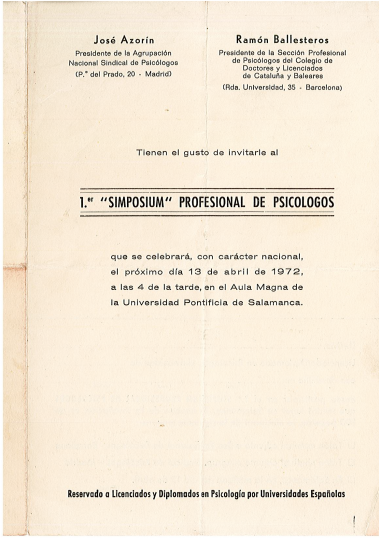 José Azorín
Presidente de la Agrupación
Nacional Sindical de Psicólogos
(P.º del Prado, 20 - Madrid)
Ramón Ballesteros
Presidente de la Sección Profesional
de Psicólogos del Colegio de
Doctores y Licenciados
de Cataluña y Baleares
(Rda. Universidad, 35 - Barcelona)
Tienen el gusto de invitarle al
1.er “SIMPOSIUM” PROFESIONAL DE PSICOLOGOS
que se celebrará, con carácter nacional,
el próximo día 13 de abril de 1972,
a las 4 de la tarde, en el Aula Magna de
la Universidad Pontificia de Salamanca.
Reservado a Licenciados y Diplomados en Psicología por Universidades Españolas